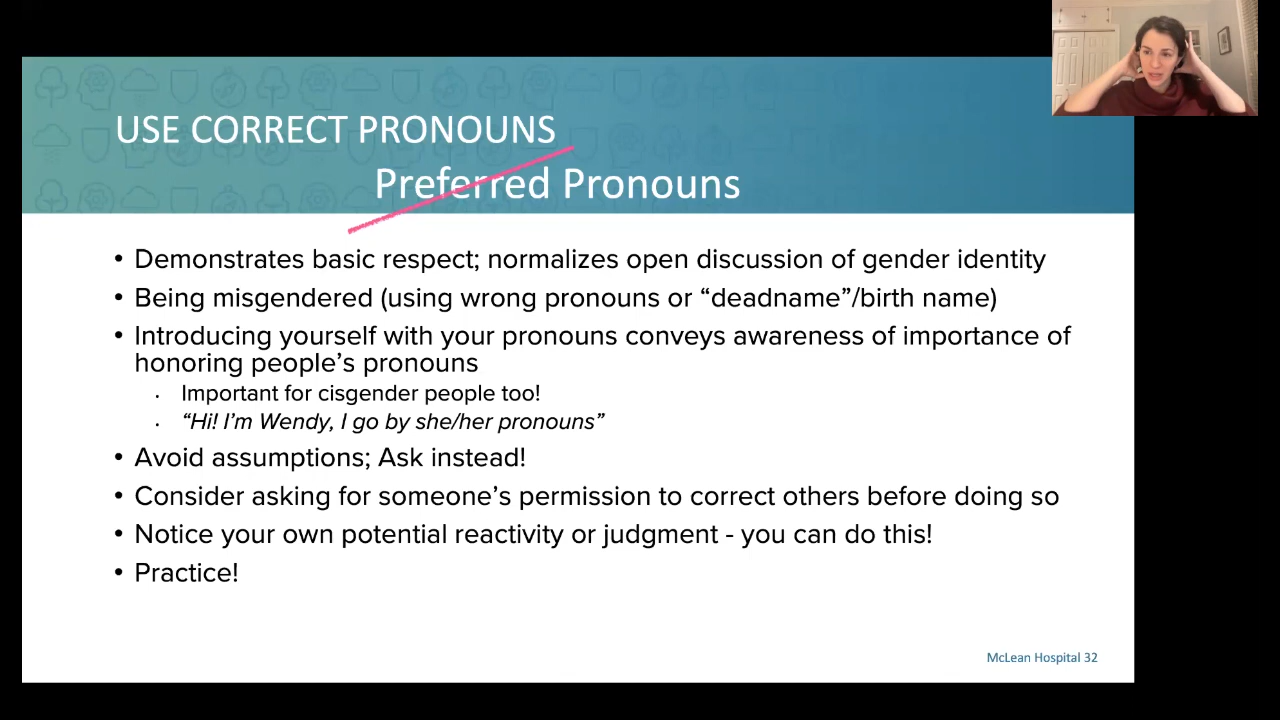 USE CORRECT PRONOUNS
Preferred Pronouns
• Demonstrates basic respect; normalizes open discussion of gender identity
• Being misgendered (using wrong pronouns or “deadname”/birth name)
• Introducing yourself with your pronouns conveys awareness of importance of
honoring people’s pronouns
• Important for cisgender people too!
• “Hi! I’m Wendy, I go by she/her pronouns”
• Avoid assumptions; Ask instead!
• Consider asking for someone’s permission to correct others before doing so
• Notice your own potential reactivity or judgment - you can do this!
• Practice!
McLean Hospital 32